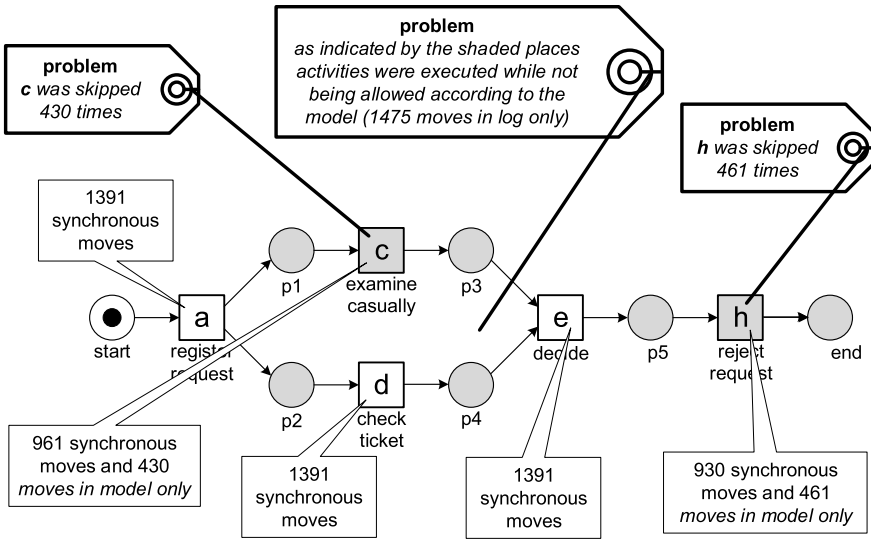 problem
c was skipped
430 times
problem
as indicated by the shaded places
activities were executed while not
being allowed according to the
model (1475 moves in log only)
problem
h was skipped
461 times
1391
synchronous
moves
start
a
register
request
p1
p2
c
examine
casually
d
check
ticket
p3
p4
e
decide
p5
h
reject
request
end
961 synchronous
moves and 430
moves in model only
1391
synchronous
moves
1391
synchronous
moves
930 synchronous
moves and 461
moves in model only